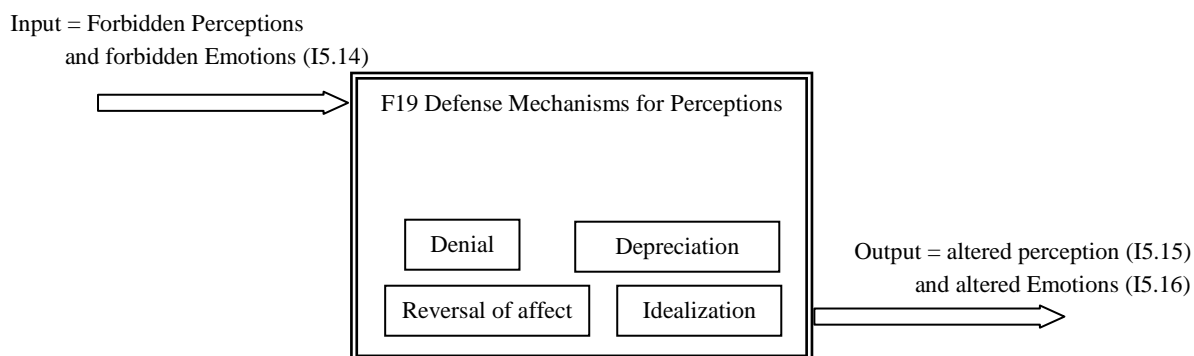 Input = Forbidden Perceptions
and forbidden Emotions (I5.14)
F19 Defense Mechanisms for Perceptions
Denial
Depreciation
Reversal of affect
Idealization
Output = altered perception (I5.15)
and altered Emotions (I5.16)